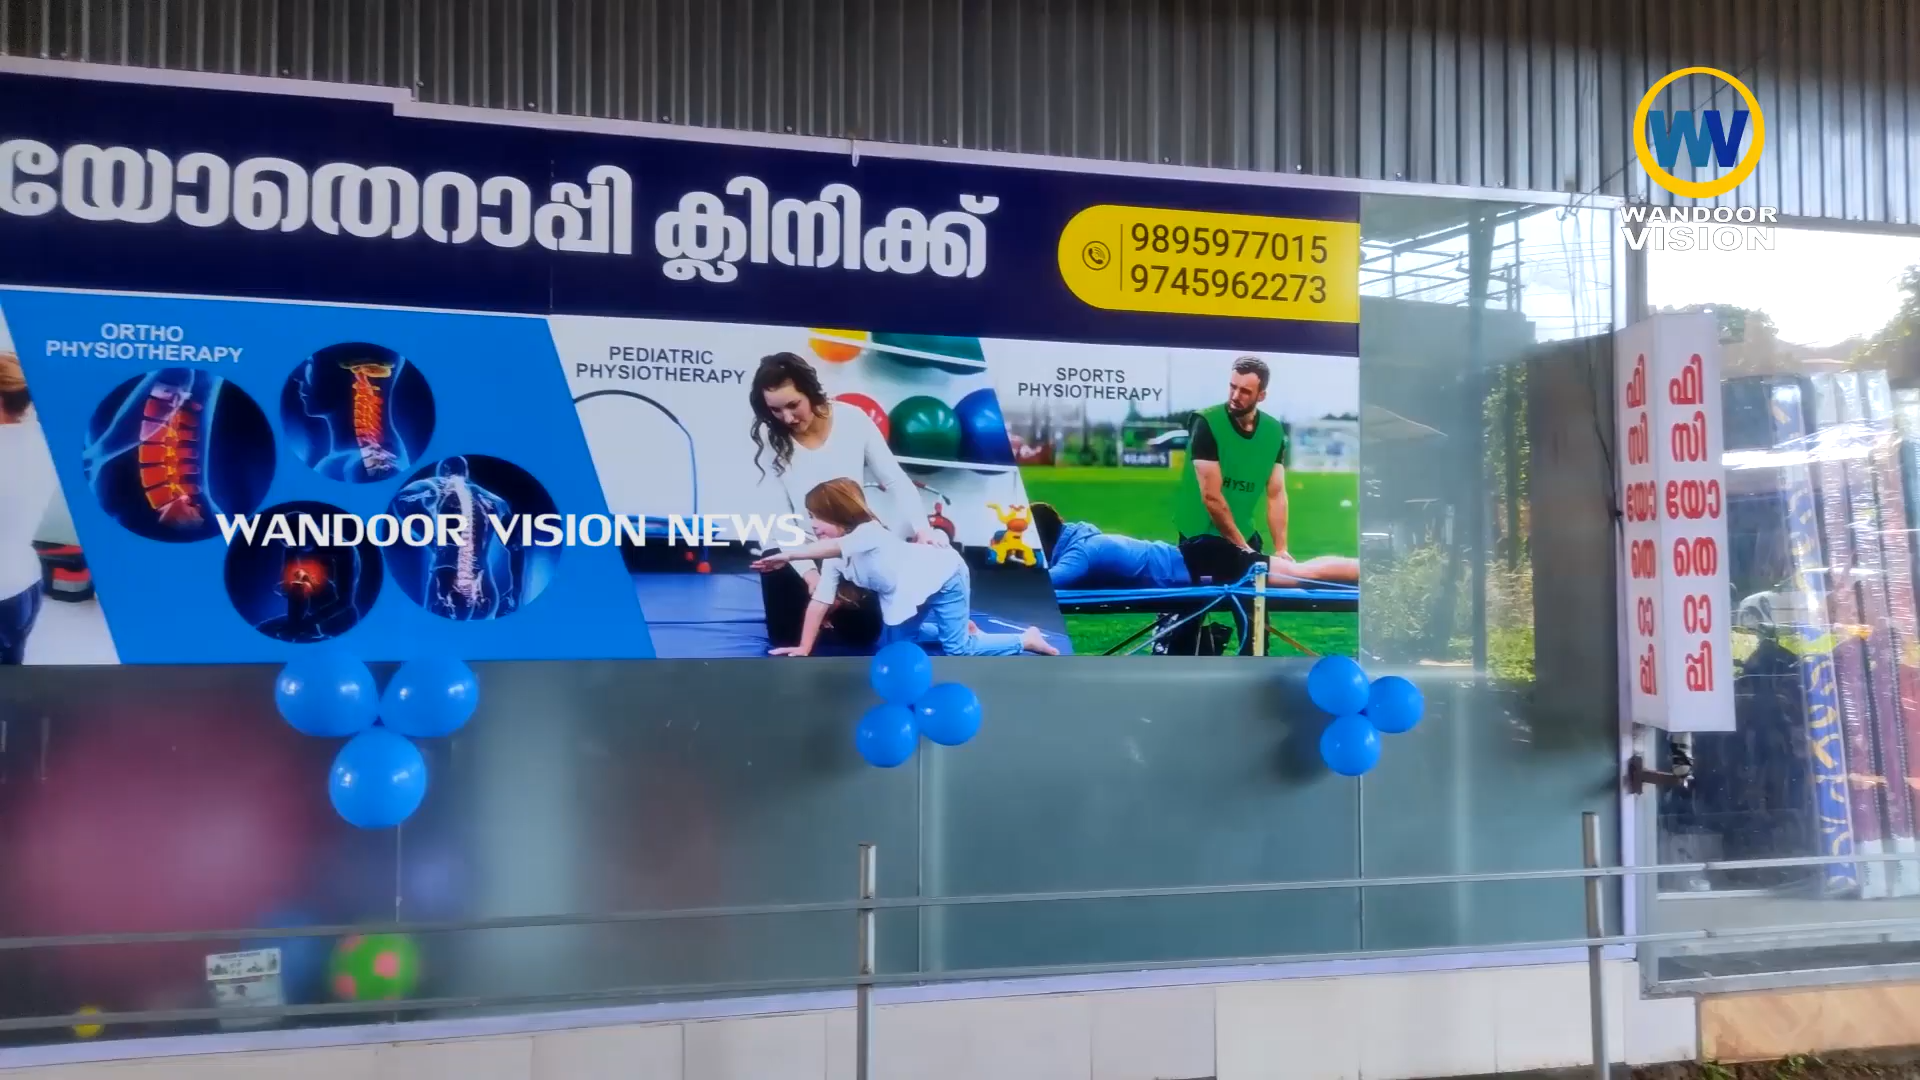 യോതെറാപ്പി ക്ലിനിക്ക്
9895977015
9745962273
WANDOOR
VISION
ORTHO
PHYSIOTHERAPY
PEDIATRIC
PHYSIOTHERAPY
SPORTS
PHYSIOTHERAPY
WANDOOR VISION NEWS
ഫിസിയോതെറാപ്പി
ഫിസിയോതെറാപ്പി